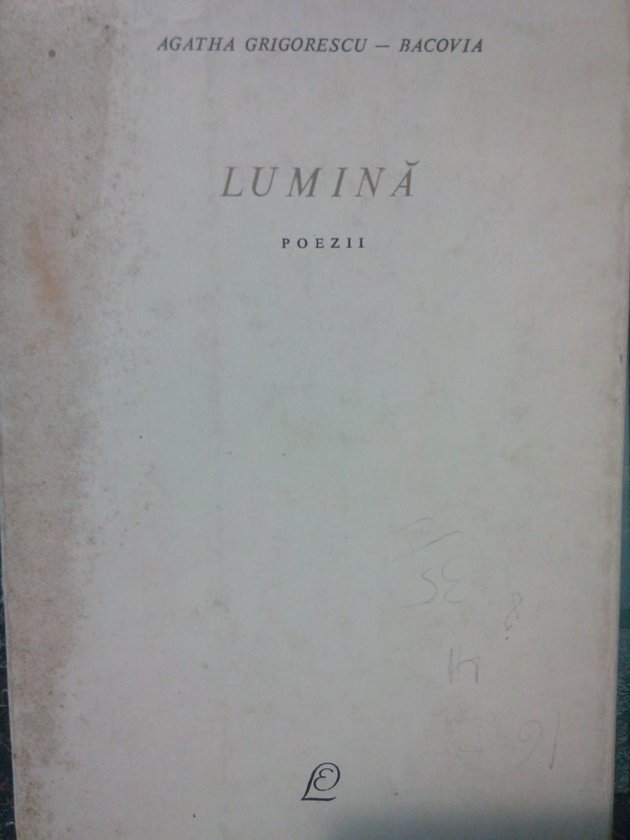 AGATHA GRIGORESCU — BACOVIA
LUMINĂ
POEZII